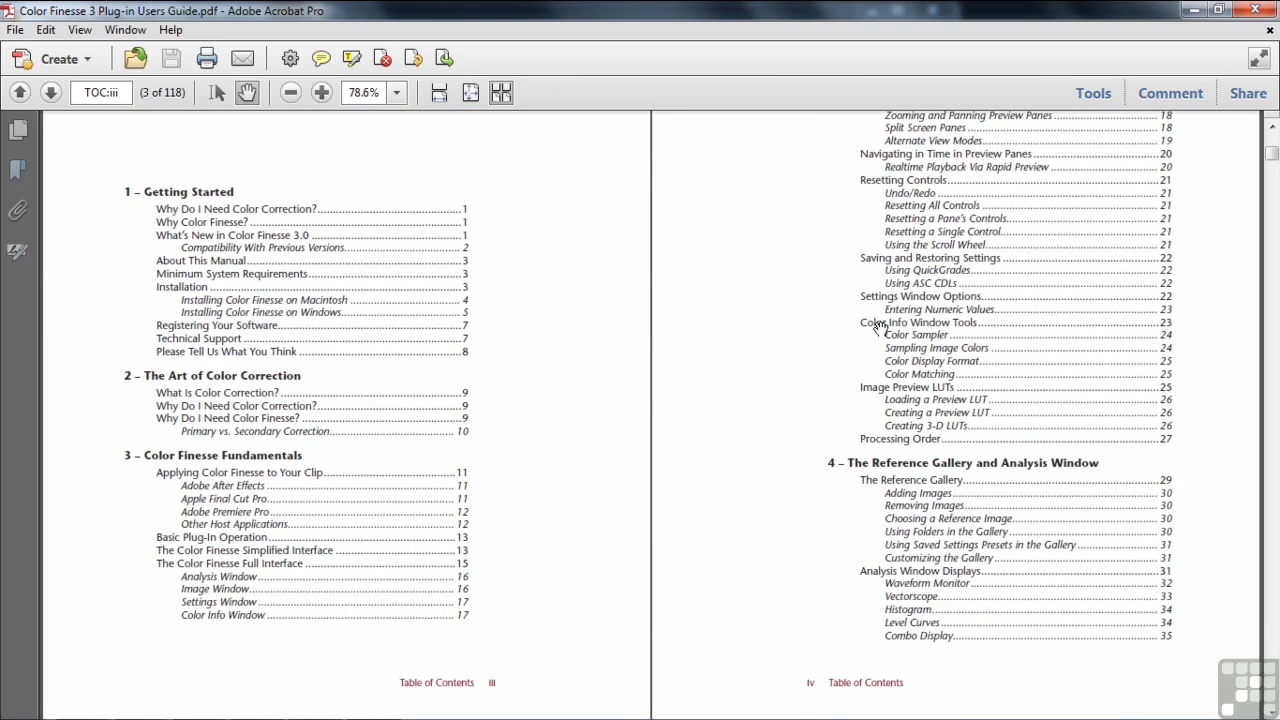 Color Finesse 3 Plug-in Users Guide.pdf - Adobe Acrobat Pro
File Edit View Window Help
Create
TOC:iii (3 of 118) 78.6% Tools Comment Share
1 – Getting Started
Why Do I Need Color Correction? 1
Why Color Finesse? 1
What's New in Color Finesse 3.0 1
Compatibility With Previous Versions 2
About This Manual 3
Minimum System Requirements 3
Installation 3
Installing Color Finesse on Macintosh 4
Installing Color Finesse on Windows 5
Registering Your Software 7
Technical Support 7
Please Tell Us What You Think 8
2 – The Art of Color Correction
What Is Color Correction? 9
Why Do I Need Color Correction? 9
Why Do I Need Color Finesse? 9
Primary vs. Secondary Correction 10
3 – Color Finesse Fundamentals
Applying Color Finesse to Your Clip 11
Adobe After Effects 11
Apple Final Cut Pro 11
Adobe Premiere Pro 12
Other Host Applications 12
Basic Plug-In Operation 13
The Color Finesse Simplified Interface 13
The Color Finesse Full Interface 15
Analysis Window 16
Image Window 16
Settings Window 17
Color Info Window 17
Table of Contents iii
Zooming and Panning Preview Panes 18
Split Screen Panes 18
Alternate View Modes 19
Navigating in Time in Preview Panes 20
Realtime Playback Via Rapid Preview 20
Resetting Controls 21
Undo/Redo 21
Resetting All Controls 21
Resetting a Pane's Controls 21
Resetting a Single Control 21
Using the Scroll Wheel 21
Saving and Restoring Settings 22
Using QuickGrades 22
Using ASC CDLs 22
Settings Window Options 22
Entering Numeric Values 23
Color Info Window Tools 23
Color Sampler 24
Sampling Image Colors 24
Color Display Format 25
Color Matching 25
Image Preview LUTs 25
Loading a Preview LUT 26
Creating a Preview LUT 26
Creating 3-D LUTs 26
Processing Order 27
4 – The Reference Gallery and Analysis Window
The Reference Gallery 29
Adding Images 30
Removing Images 30
Choosing a Reference Image 30
Using Folders in the Gallery 30
Using Saved Settings Presets in the Gallery 31
Customizing the Gallery 31
Analysis Window Displays 31
Waveform Monitor 32
Vectorscope 33
Histogram 34
Level Curves 34
Combo Display 35
iv Table of Contents